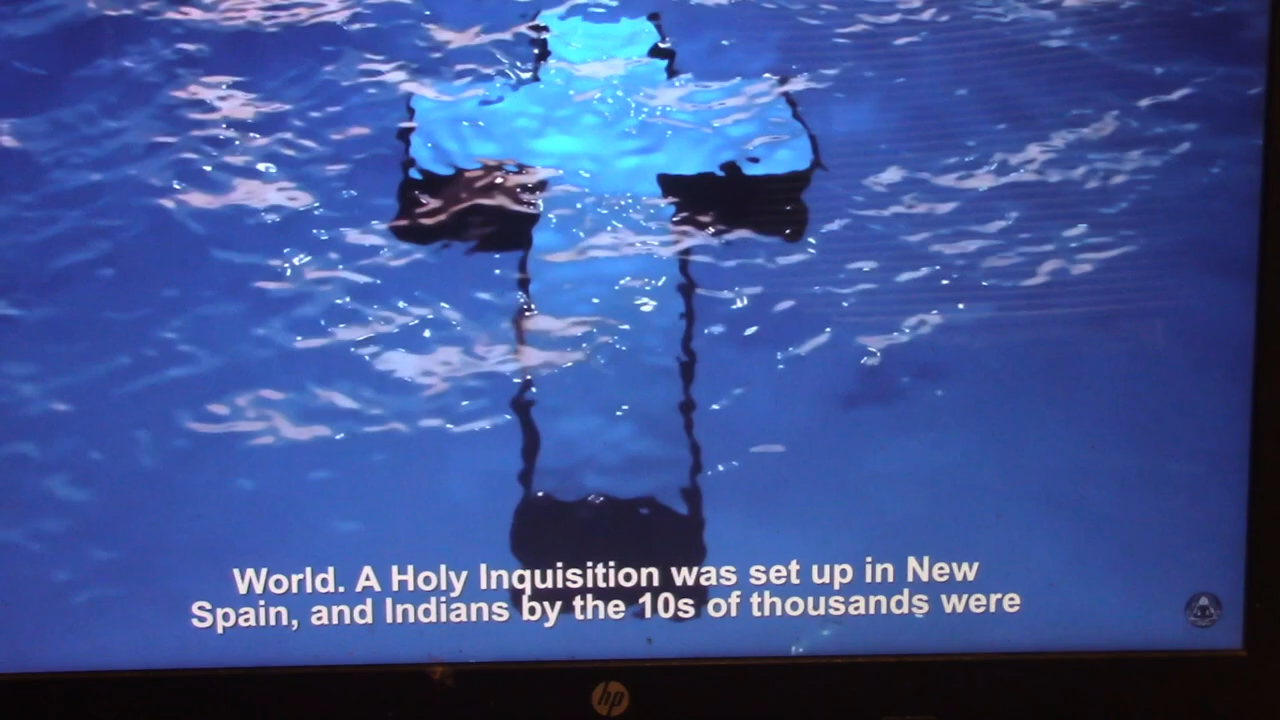 World. A Holy Inquisition was set up in New
Spain, and Indians by the 10s of thousands were
hp